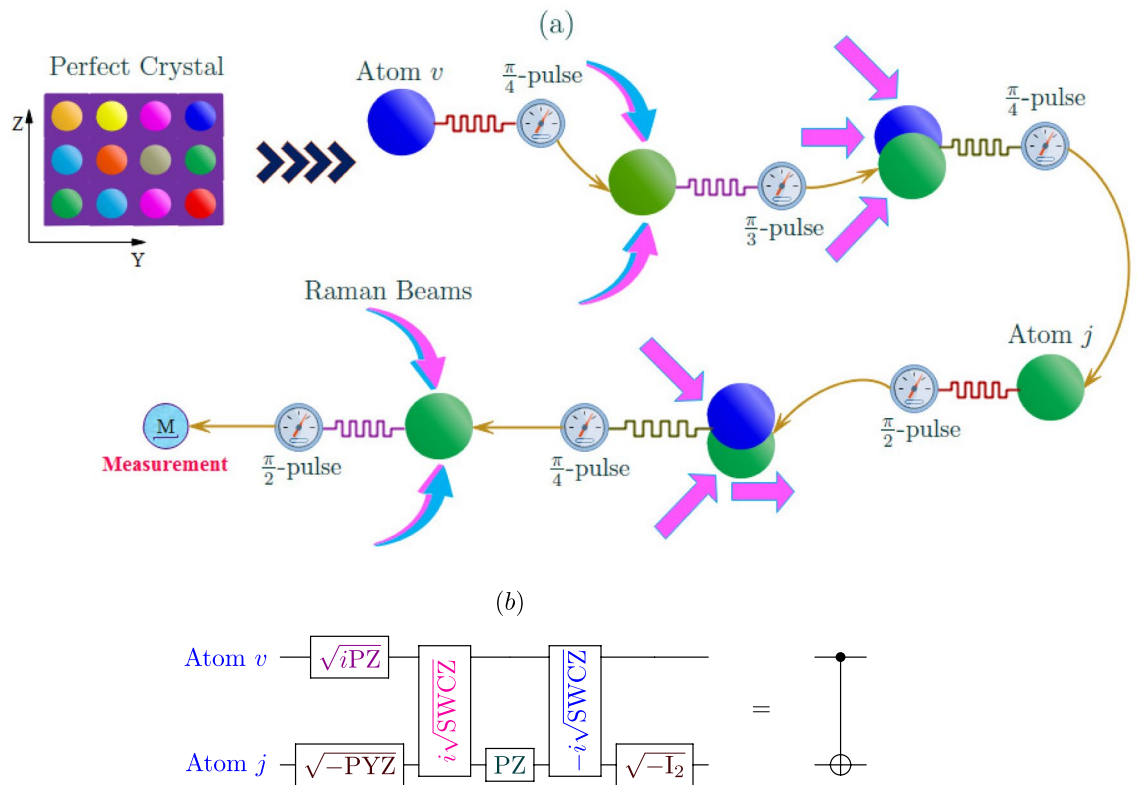 (a)
Perfect Crystal
Z
Y
Atom v
π/4-pulse
π/3-pulse
π/4-pulse
Raman Beams
Atom j
M
Measurement
π/2-pulse
π/4-pulse
π/2-pulse
(b)
Atom v
√iPZ
i√SWCZ
-i√SWCZ
=
Atom j
√-PYZ
PZ
√-I₂